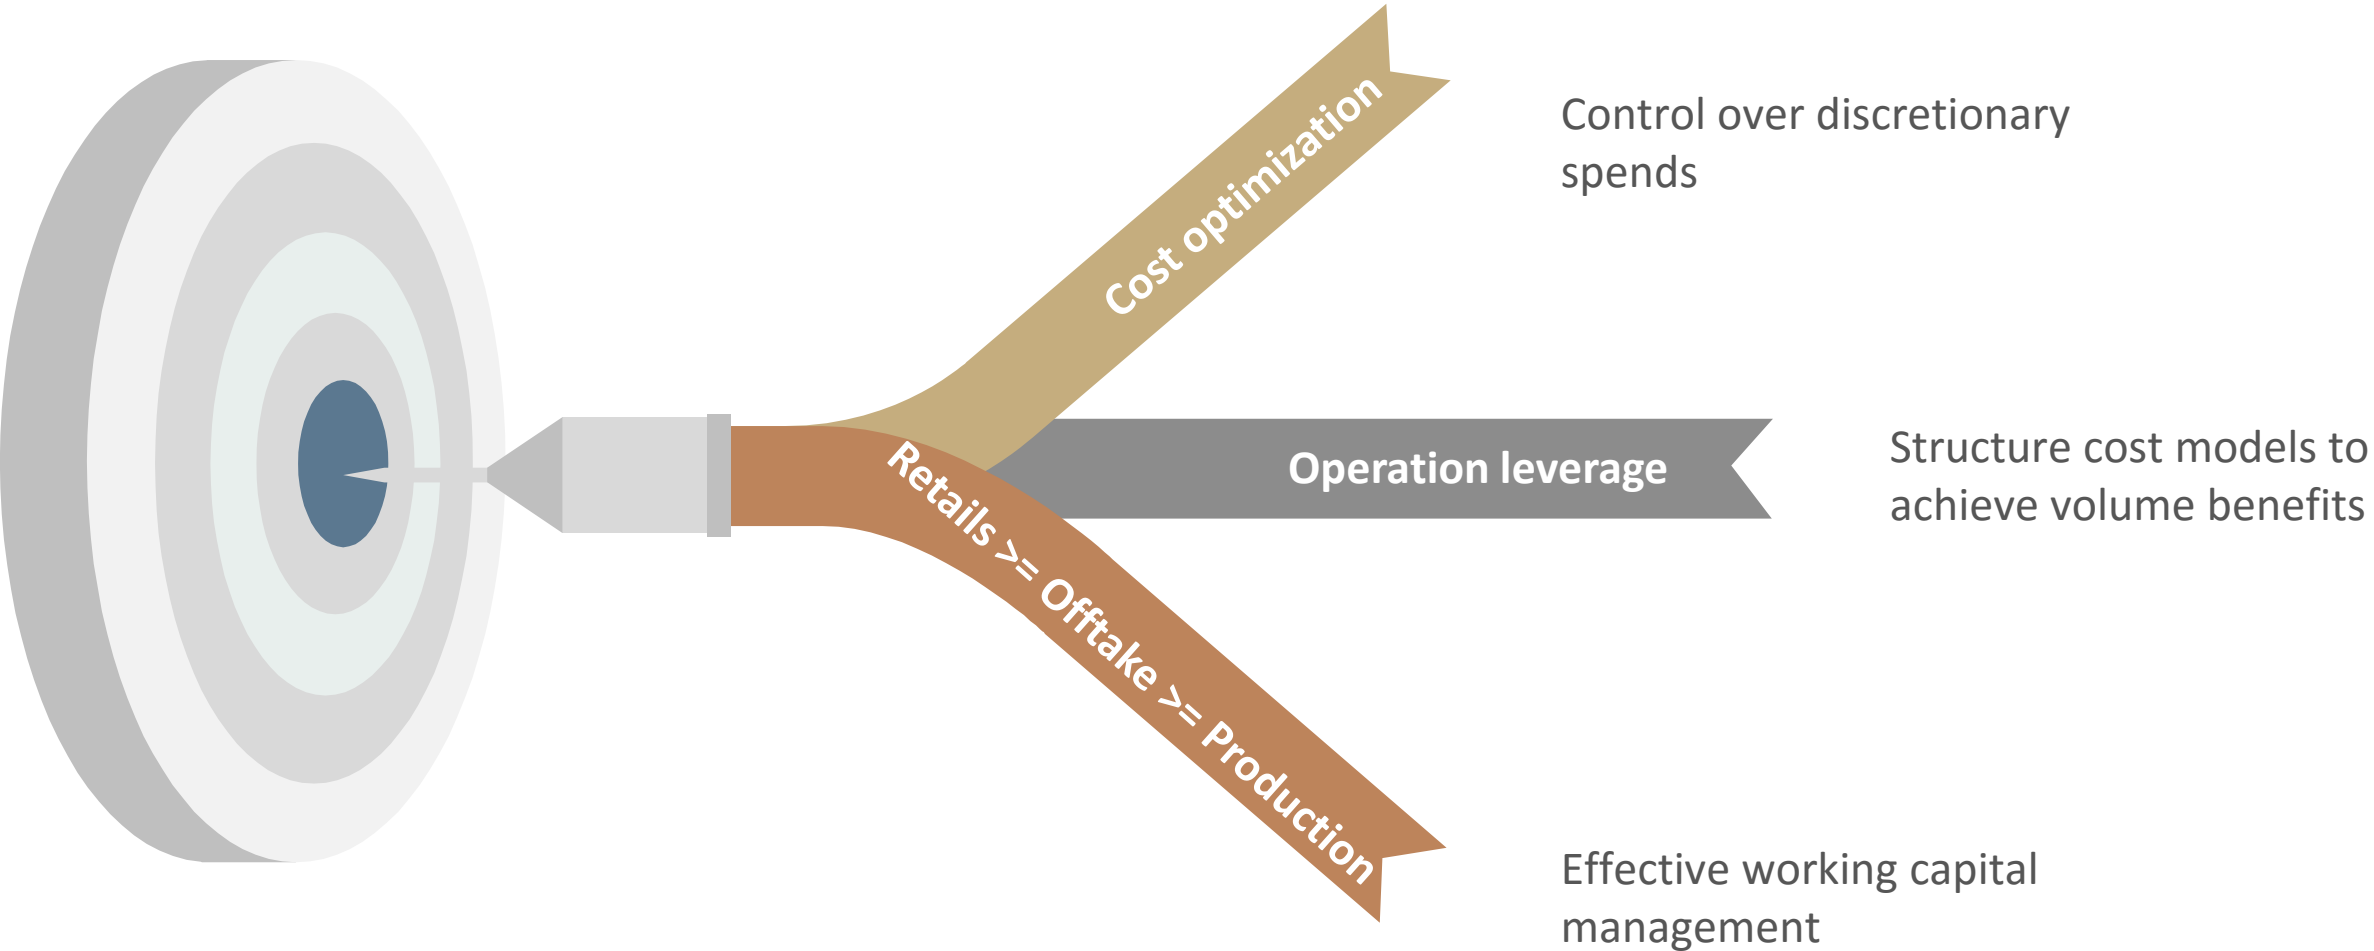 Cost optimization
Control over discretionary
spends
Operation leverage
Structure cost models to
achieve volume benefits
Retails >= Offtake >= Production
Effective working capital
management